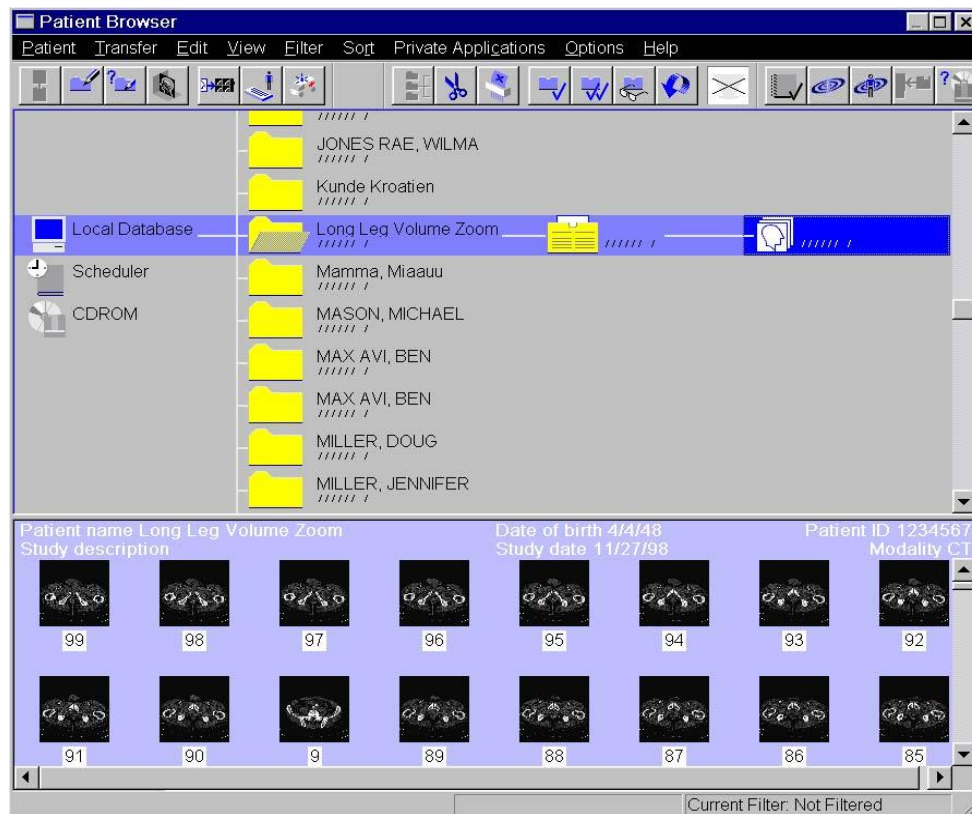 Patient Browser
Patient Transfer Edit View Filter Sort Private Applications Options Help
////// /
JONES RAE, WILMA
////// /
Kunde Kroatien
////// /
Local Database Long Leg Volume Zoom
////// / ////// / ////// /
Scheduler Mamma, Miaauu
////// /
CDROM MASON, MICHAEL
////// /
MAX AVI, BEN
////// /
MAX AVI, BEN
////// /
MILLER, DOUG
////// /
MILLER, JENNIFER
////// /
Patient name Long Leg Volume Zoom Date of birth 4/4/48 Patient ID 1234567
Study description Study date 11/27/98 Modality CT
99 98 97 96 95 94 93 92
91 90 9 89 88 87 86 85
Current Filter: Not Filtered